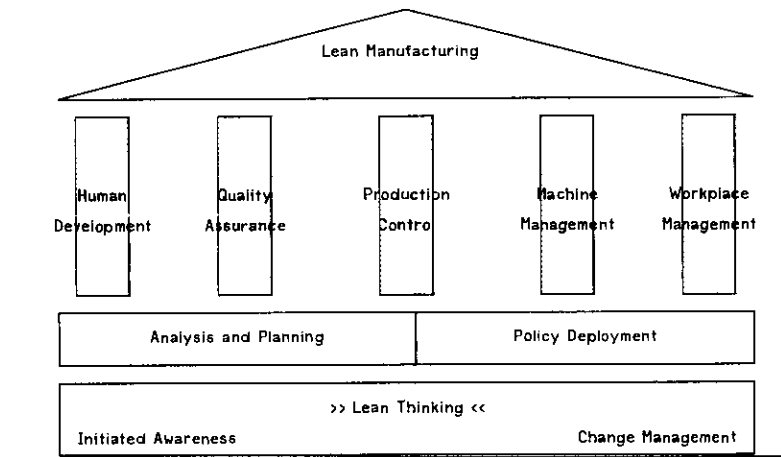 Lean Manufacturing
Human
Development
Quality
Assurance
Production
Control
Machine
Management
Workplace
Management
Analysis and Planning
Policy Deployment
>> Lean Thinking <<
Initiated Awareness
Change Management